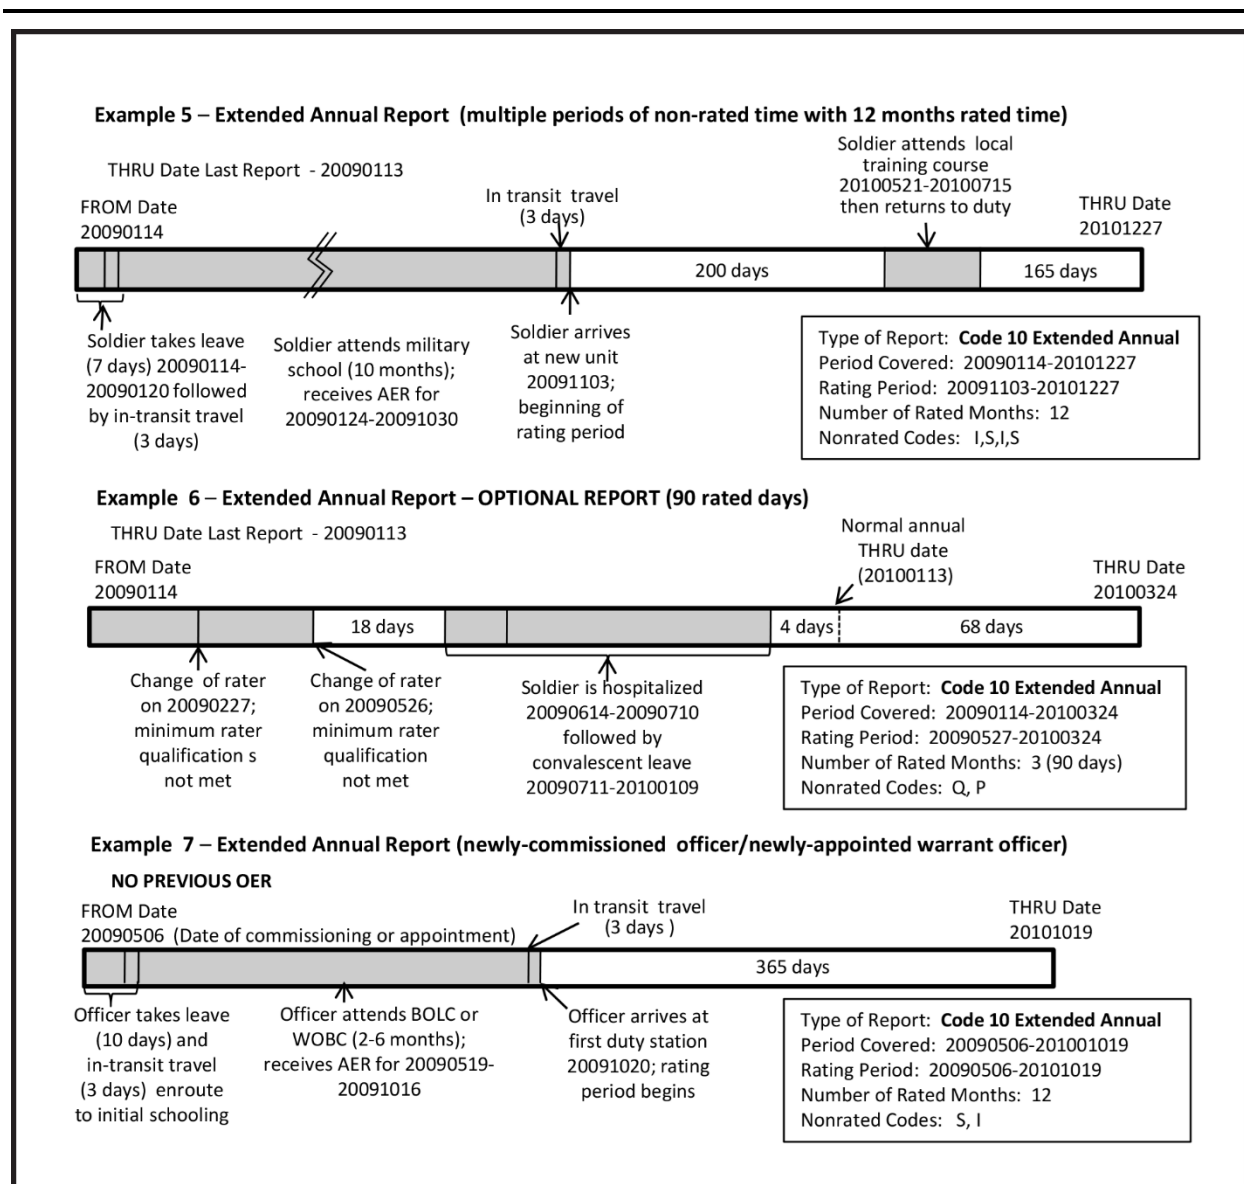 Example 5 – Extended Annual Report (multiple periods of non-rated time with 12 months rated time)
THRU Date Last Report - 20090113
FROM Date
20090114
In transit travel
(3 days)
Soldier attends local
training course
20100521-20100715
then returns to duty
THRU Date
20101227
200 days
165 days
Soldier takes leave
(7 days) 20090114-
20090120 followed
by in-transit travel
(3 days)
Soldier attends military
school (10 months);
receives AER for
20090124-20091030
Soldier arrives
at new unit
20091103;
beginning of
rating period
Type of Report: Code 10 Extended Annual
Period Covered: 20090114-20101227
Rating Period: 20091103-20101227
Number of Rated Months: 12
Nonrated Codes: I,S,I,S
Example 6 – Extended Annual Report – OPTIONAL REPORT (90 rated days)
THRU Date Last Report - 20090113
FROM Date
20090114
Normal annual
THRU date
(20100113)
THRU Date
20100324
18 days
4 days
68 days
Change of rater
on 20090227;
minimum rater
qualification s
not met
Change of rater
on 20090526;
minimum rater
qualification
not met
Soldier is hospitalized
20090614-20090710
followed by
convalescent leave
20090711-20100109
Type of Report: Code 10 Extended Annual
Period Covered: 20090114-20100324
Rating Period: 20090527-20100324
Number of Rated Months: 3 (90 days)
Nonrated Codes: Q, P
Example 7 – Extended Annual Report (newly-commissioned officer/newly-appointed warrant officer)
NO PREVIOUS OER
FROM Date
20090506 (Date of commissioning or appointment)
In transit travel
(3 days )
THRU Date
20101019
365 days
Officer takes leave
(10 days) and
in-transit travel
(3 days) enroute
to initial schooling
Officer attends BOLC or
WOBC (2-6 months);
receives AER for 20090519-
20091016
Officer arrives at
first duty station
20091020; rating
period begins
Type of Report: Code 10 Extended Annual
Period Covered: 20090506-201001019
Rating Period: 20090506-20101019
Number of Rated Months: 12
Nonrated Codes: S, I